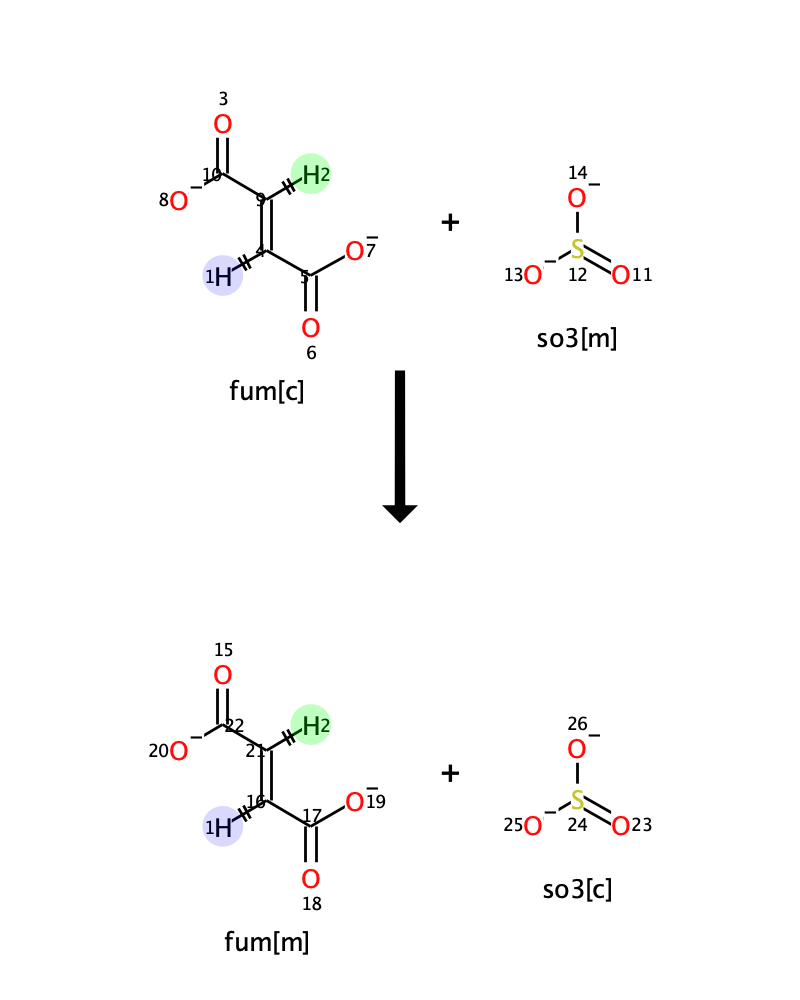 3
O
10
8O−
9
H2
4
1H
5
O7−
O
6
fum[c]
+
14
O−
S
13O−
12
O11
so3[m]
15
O
22
20O−
21
H2
16
1H
17
O19−
O
18
fum[m]
+
26
O−
S
25O−
24
O23
so3[c]